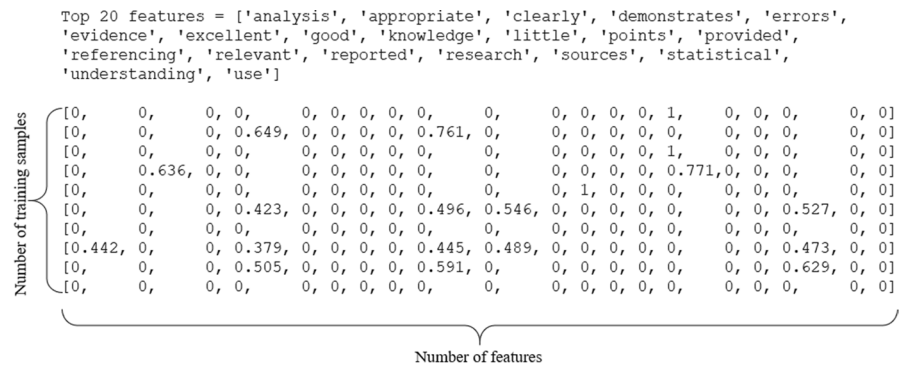 Top 20 features = ['analysis', 'appropriate', 'clearly', 'demonstrates', 'errors',
'evidence', 'excellent', 'good', 'knowledge', 'little', 'points', 'provided',
'referencing', 'relevant', 'reported', 'research', 'sources', 'statistical',
'understanding', 'use']
Number of training samples
[0, 0, 0, 0, 0, 0, 0, 0, 0, 0, 0, 0, 0, 0, 1, 0, 0, 0, 0, 0]
[0, 0, 0, 0.649, 0, 0, 0, 0, 0.761, 0, 0, 0, 0, 0, 0, 0, 0, 0, 0, 0]
[0, 0, 0, 0, 0, 0, 0, 0, 0, 0, 0, 0, 0, 0, 1, 0, 0, 0, 0, 0]
[0, 0.636, 0, 0, 0, 0, 0, 0, 0, 0, 0, 0, 0, 0, 0.771,0, 0, 0, 0, 0]
[0, 0, 0, 0, 0, 0, 0, 0, 0, 0, 0, 1, 0, 0, 0, 0, 0, 0, 0, 0]
[0, 0, 0, 0.423, 0, 0, 0, 0, 0.496, 0.546, 0, 0, 0, 0, 0, 0, 0, 0.527, 0, 0]
[0, 0, 0, 0, 0, 0, 0, 0, 0, 0, 0, 0, 0, 0, 0, 0, 0, 0, 0, 0]
[0.442, 0, 0, 0.379, 0, 0, 0, 0, 0.445, 0.489, 0, 0, 0, 0, 0, 0, 0, 0.473, 0, 0]
[0, 0, 0, 0.505, 0, 0, 0, 0, 0.591, 0, 0, 0, 0, 0, 0, 0, 0, 0.629, 0, 0]
[0, 0, 0, 0, 0, 0, 0, 0, 0, 0, 0, 0, 0, 0, 0, 0, 0, 0, 0, 0]
Number of features